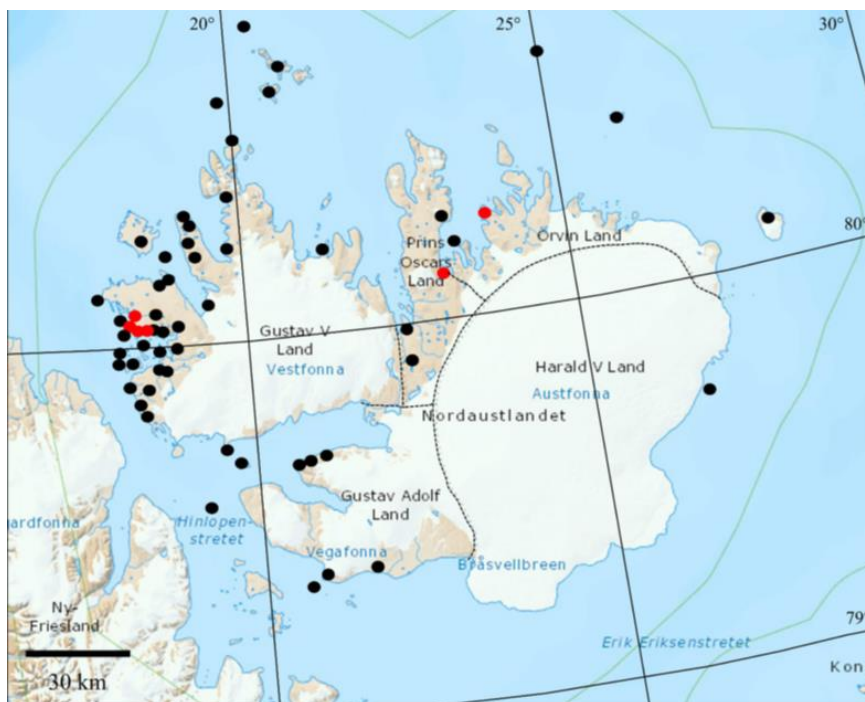 20°
25°
30°
80°
Prins
Oscars
Land
Orvin Land
Gustav V
Land
Vestfonna
Harald V Land
Austfonna
Nordaustlandet
Gustav Adolf
Land
ardfonna
Hinlopen-
stretet
Vegafonna
Bråsvellbreen
Ny-
Friesland
79°
Erik Eriksenstretet
30 km
Kon